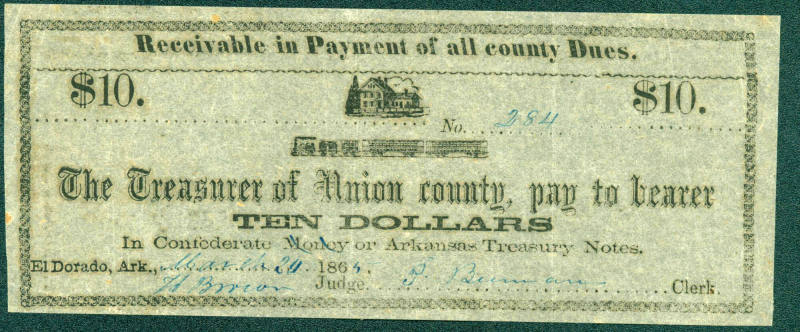 Receivable in Payment of all county Dues.
$10. $10.
No. 284
The Treasurer of Union county, pay to bearer
TEN DOLLARS
In Confederate Money or Arkansas Treasury Notes.
El Dorado, Ark., March 186
Judge. Clerk.